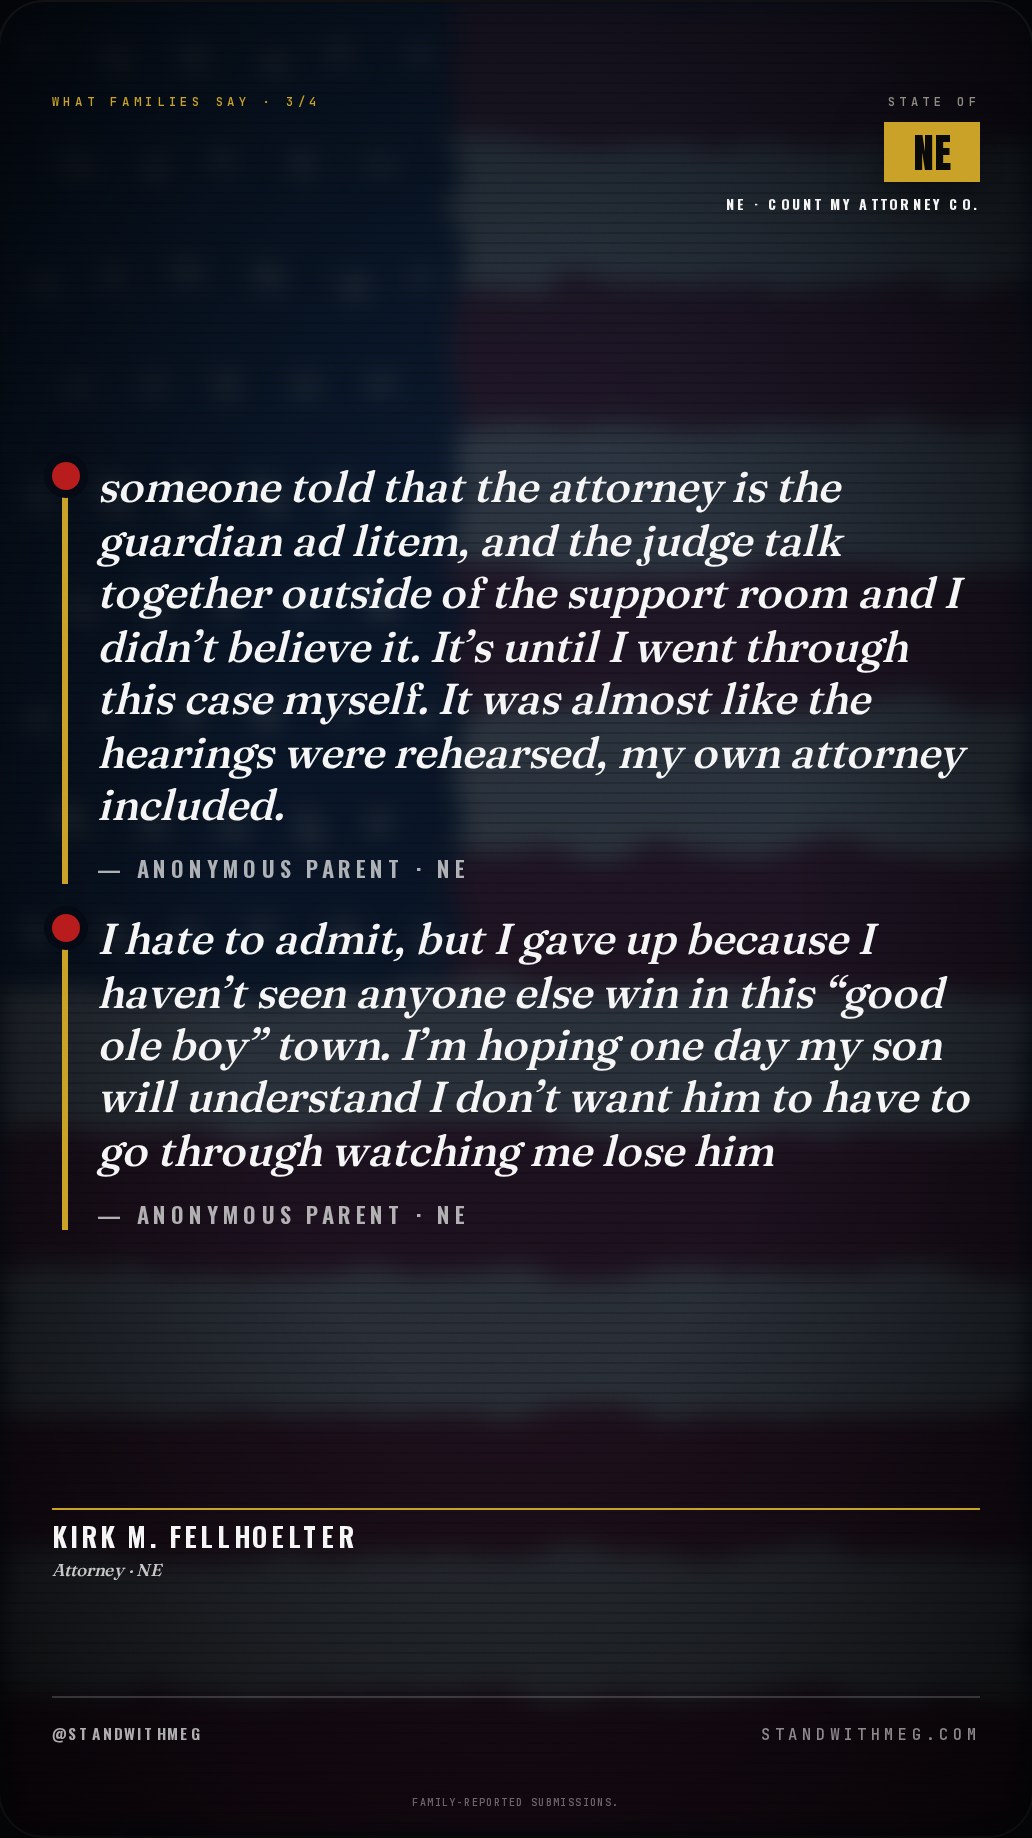 WHAT FAMILIES SAY · 3/4
STATE OF
NE
NE · COUNT MY ATTORNEY CO.
someone told that the attorney is the
guardian ad litem, and the judge talk
together outside of the support room and I
didn’t believe it. It’s until I went through
this case myself. It was almost like the
hearings were rehearsed, my own attorney
included.
— ANONYMOUS PARENT · NE
I hate to admit, but I gave up because I
haven’t seen anyone else win in this “good
ole boy” town. I’m hoping one day my son
will understand I don’t want him to have to
go through watching me lose him
— ANONYMOUS PARENT · NE
KIRK M. FELLHOELTER
Attorney · NE
@STANDWITHMEG
STANDWITHMEG.COM
FAMILY-REPORTED SUBMISSIONS.